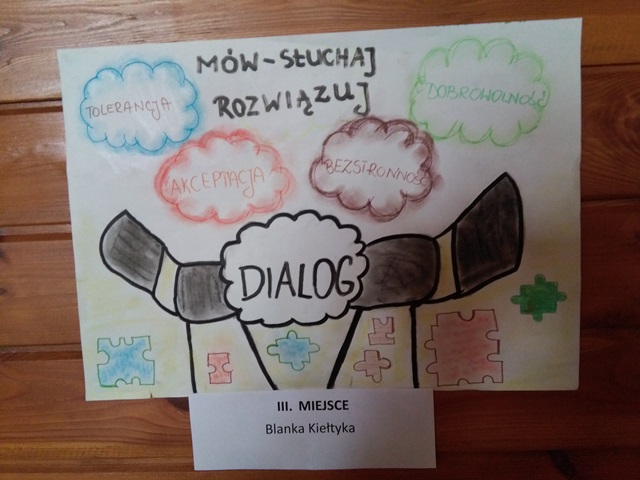 MÓW-SŁUCHAJ
ROZWIĄZUJ
TOLERANCJA
DOBROWOLNOŚĆ
AKCEPTACJA
BEZSTRONNOŚĆ
DIALOG
III. MIEJSCE
Blanka Kiełtyka